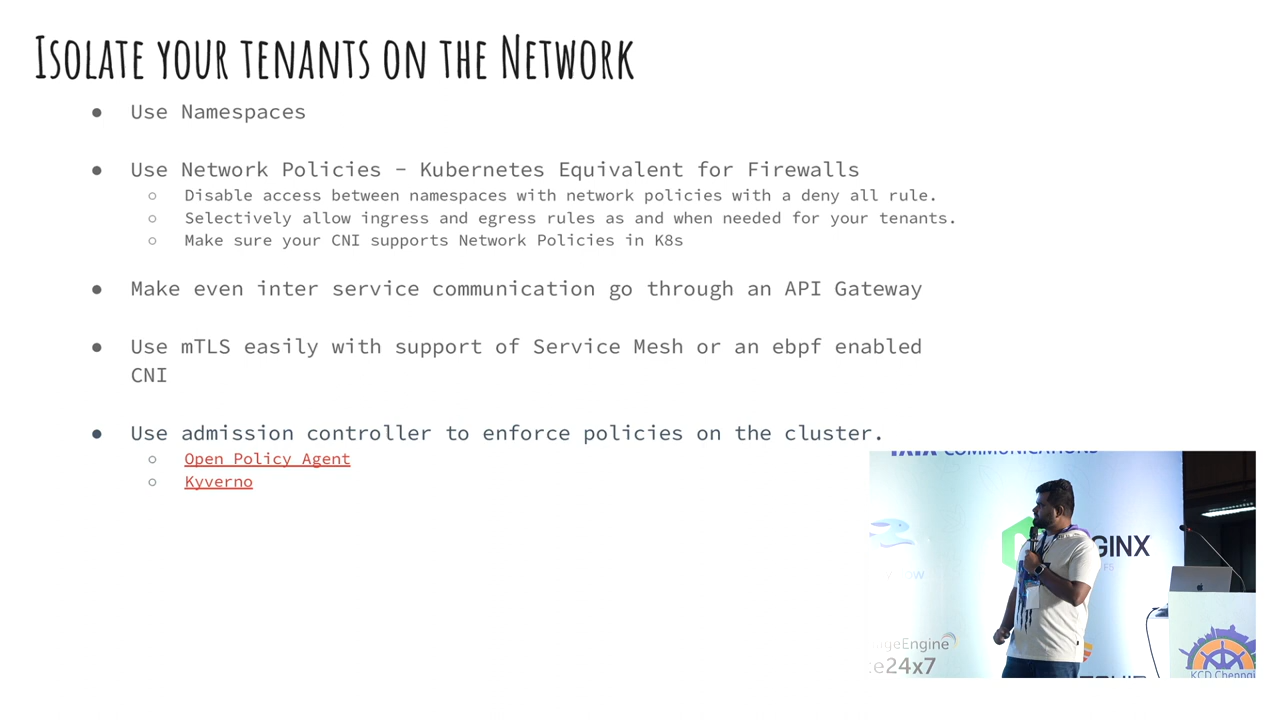 Isolate your tenants on the Network
● Use Namespaces
● Use Network Policies – Kubernetes Equivalent for Firewalls
○ Disable access between namespaces with network policies with a deny all rule.
○ Selectively allow ingress and egress rules as and when needed for your tenants.
○ Make sure your CNI supports Network Policies in K8s
● Make even inter service communication go through an API Gateway
● Use mTLS easily with support of Service Mesh or an ebpf enabled
CNI
● Use admission controller to enforce policies on the cluster.
○ Open Policy Agent
○ Kyverno
TATA COMMUNICATIONS
GINX
F5
ageEngine
e24x7
KCD Chennai